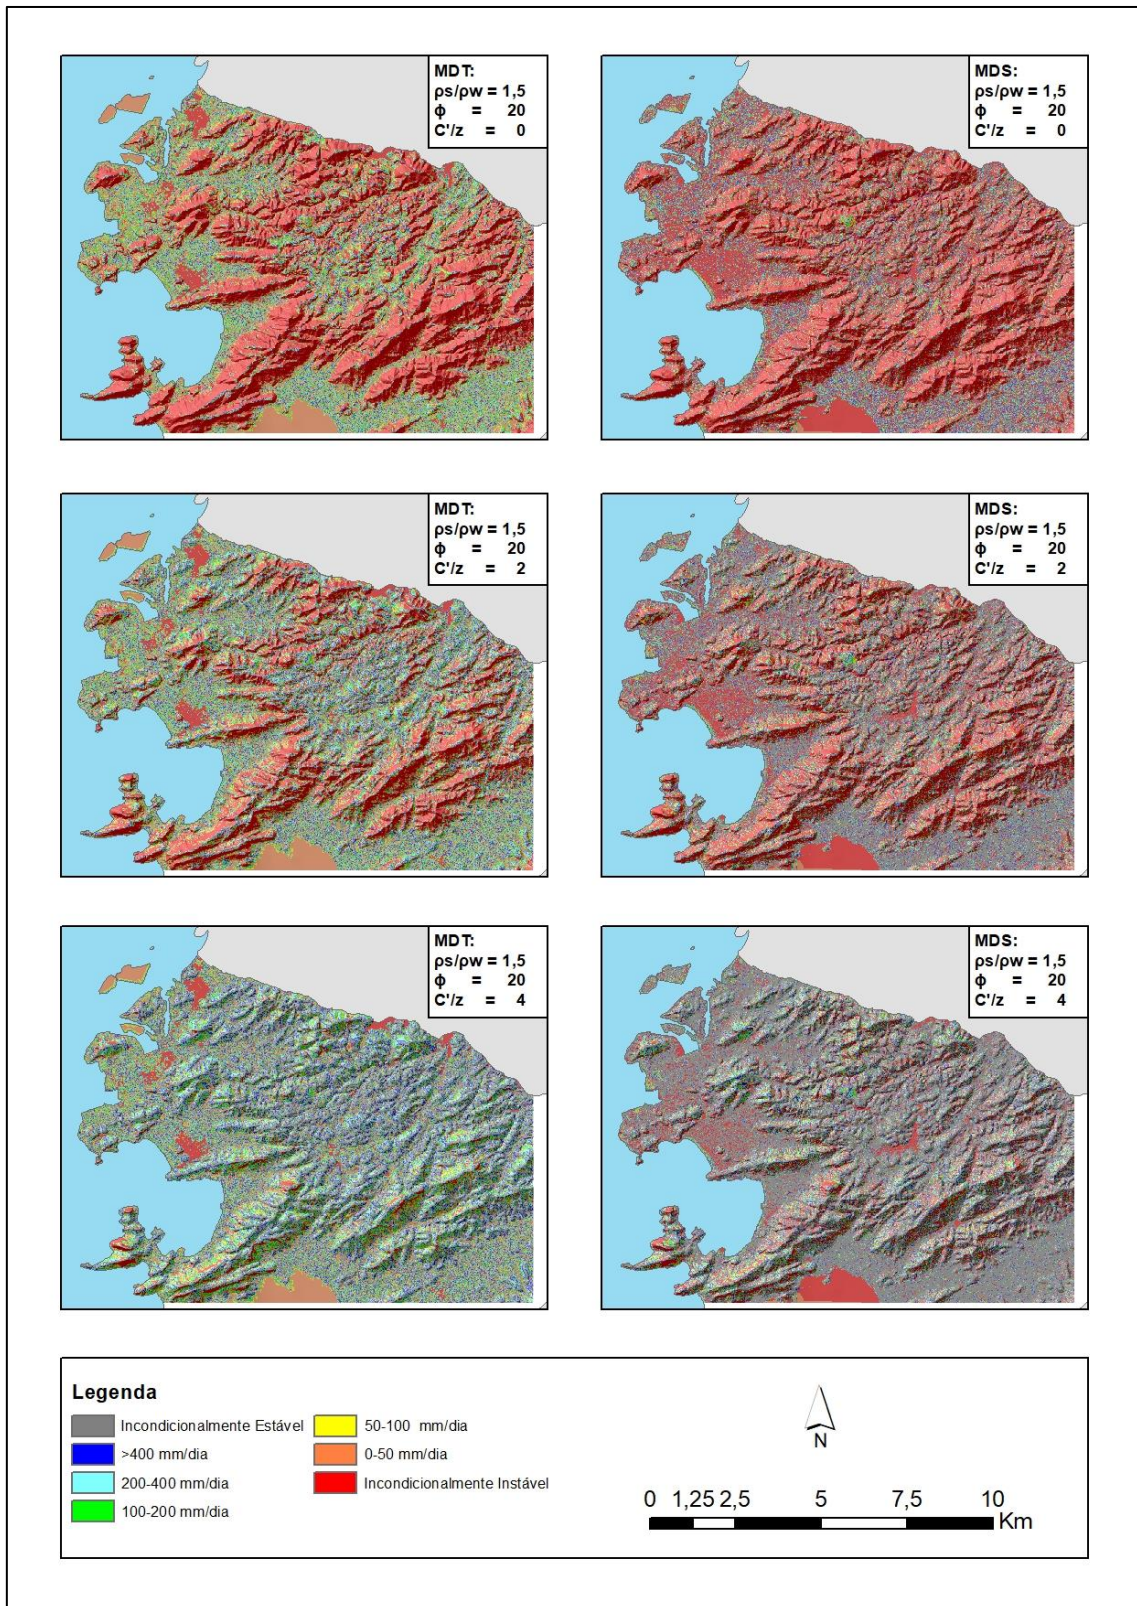 MDT:
ρs/ρw = 1,5
ϕ = 20
C'/z = 0
MDS:
ρs/ρw = 1,5
ϕ = 20
C'/z = 0
MDT:
ρs/ρw = 1,5
ϕ = 20
C'/z = 2
MDS:
ρs/ρw = 1,5
ϕ = 20
C'/z = 2
MDT:
ρs/ρw = 1,5
ϕ = 20
C'/z = 4
MDS:
ρs/ρw = 1,5
ϕ = 20
C'/z = 4
Legenda
Incondicionalmente Estável
>400 mm/dia
200-400 mm/dia
100-200 mm/dia
50-100 mm/dia
0-50 mm/dia
Incondicionalmente Instável
N
0 1,25 2,5 5 7,5 10
Km